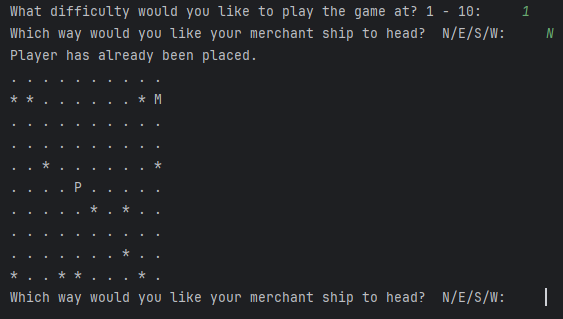 What difficulty would you like to play the game at? 1 - 10: 1
Which way would you like your merchant ship to head? N/E/S/W: N
Player has already been placed.
. . . . . . . . .
* * . . . . . * M
. . . . . . . . .
. . . . . . . . .
. . * . . . . . *
. . . . P . . . .
. . . . . * . * .
. . . . . . . . .
. . . . . . . * . .
* . . * * . . . * .
Which way would you like your merchant ship to head? N/E/S/W: